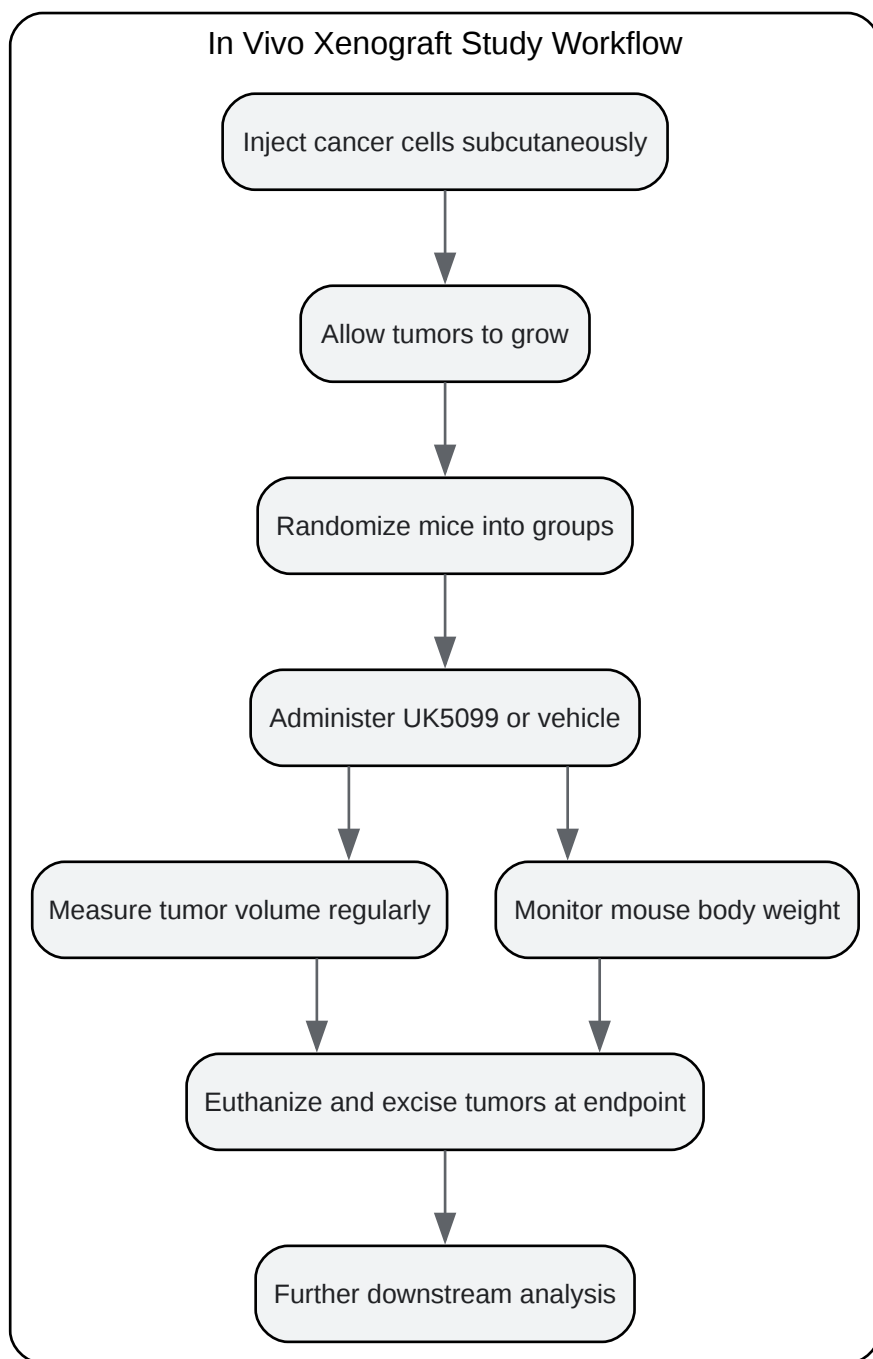 In Vivo Xenograft Study Workflow
Inject cancer cells subcutaneously
Allow tumors to grow
Randomize mice into groups
Administer UK5099 or vehicle
Measure tumor volume regularly
Monitor mouse body weight
Euthanize and excise tumors at endpoint
Further downstream analysis